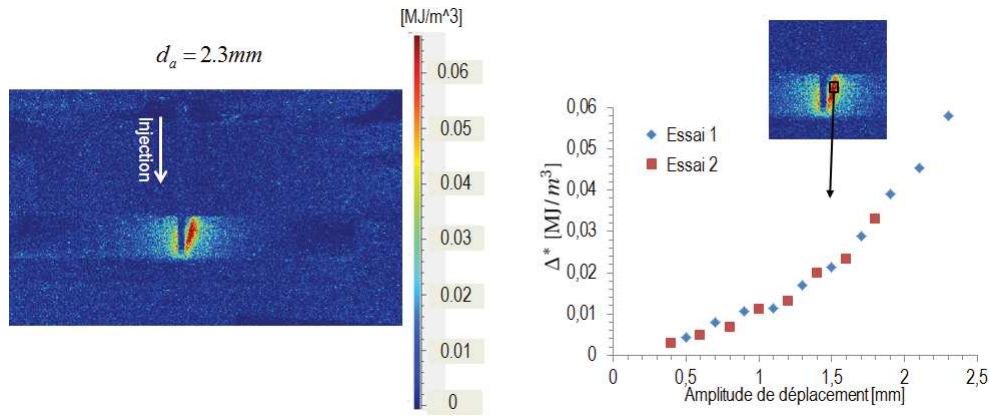 [MJ/m^3]
d_a = 2.3mm
Injection
0.06
0.05
0.04
0.03
0.02
0.01
0
Δ* [MJ/m³]
0,06
0,05
0,04
0,03
0,02
0,01
0
Essai 1
Essai 2
0
0,5
1
1,5
2
2,5
Amplitude de déplacement[mm]